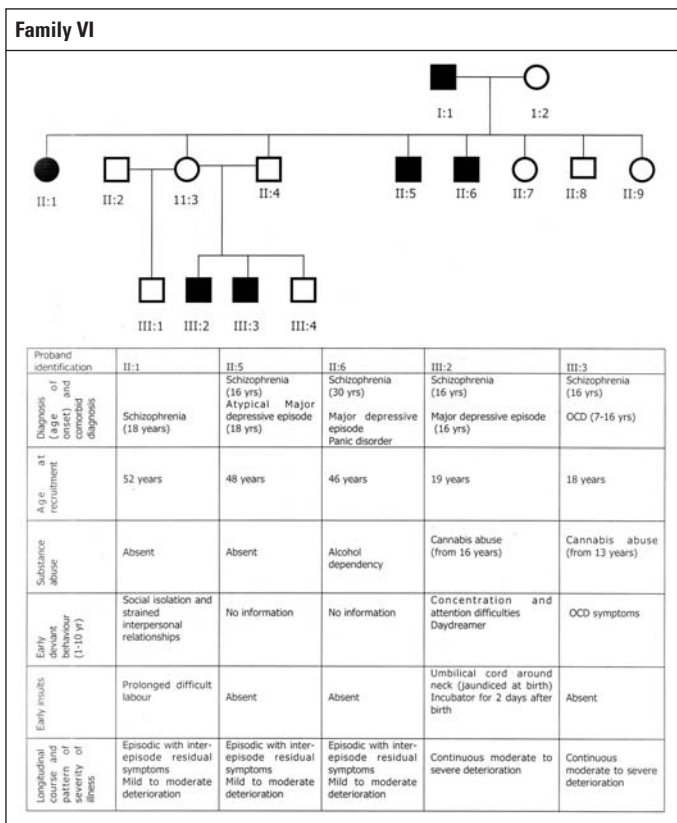 Family VI
I:1
1:2
II:1
II:2
11:3
II:4
II:5
II:6
II:7
II:8
II:9
III:1
III:2
III:3
III:4
Proband
identification
II:1
II:5
II:6
III:2
III:3
Diagnosis of
(age of
onset) and
comorbid
diagnosis
Schizophrenia
(18 years)
Schizophrenia
(16 yrs)
Atypical Major
depressive episode
(18 yrs)
Schizophrenia
(30 yrs)
Major depressive
episode
Panic disorder
Schizophrenia
(16 yrs)
Major depressive episode
(16 yrs)
Schizophrenia
(16 yrs)
OCD (7-16 yrs)
Age at
recruitment
52 years
48 years
46 years
19 years
18 years
Substance
abuse
Absent
Absent
Alcohol
dependency
Cannabis abuse
(from 16 years)
Cannabis abuse
(from 13 years)
Early
deviant
behaviour
(1-10 yr)
Social isolation and
strained
interpersonal
relationships
No information
No information
Concentration and
attention difficulties
Daydreamer
OCD symptoms
Early insults
Prolonged difficult
labour
Absent
Absent
Umbilical cord around
neck (jaundiced at birth)
Incubator for 2 days after
birth
Absent
Longitudinal
course and
pattern of
severity of
illness
Episodic with inter-
episode residual
symptoms
Mild to moderate
deterioration
Episodic with inter-
episode residual
symptoms
Mild to moderate
deterioration
Episodic with inter-
episode residual
symptoms
Mild to moderate
deterioration
Continuous moderate to
severe deterioration
Continuous
moderate to severe
deterioration